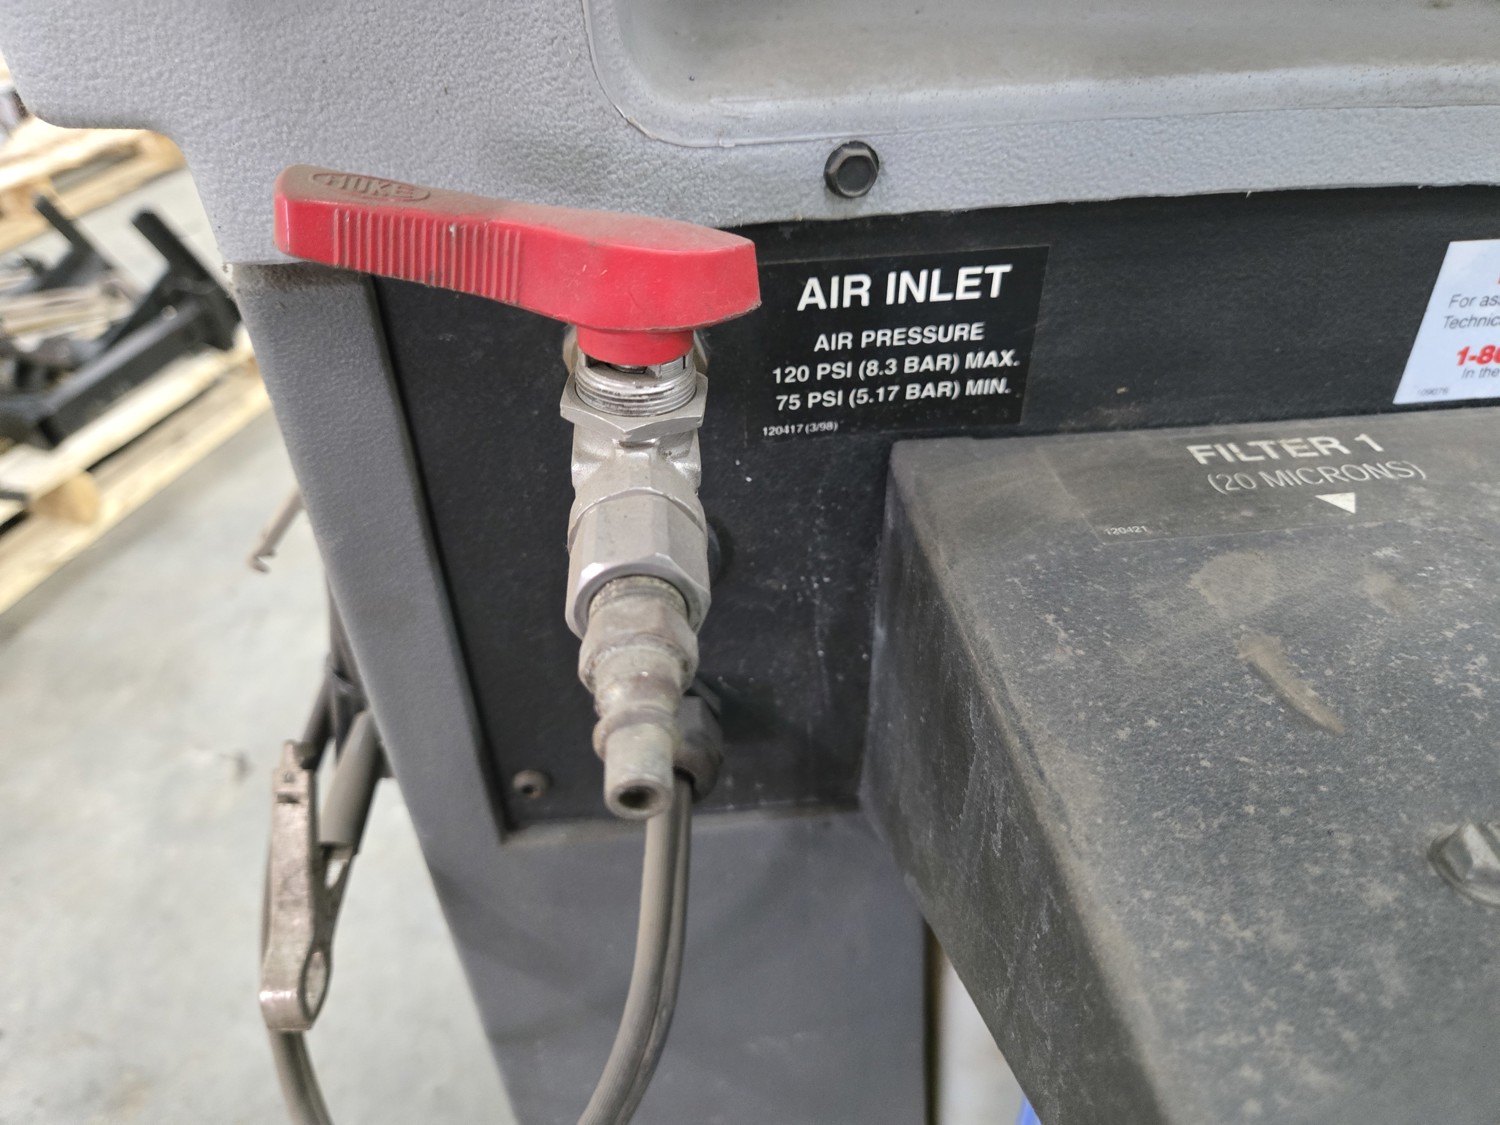 AIR INLET
AIR PRESSURE
120 PSI (8.3 BAR) MAX.
75 PSI (5.17 BAR) MIN.
120417 (3/98)
For as
Technic
1-8
In the
109076
FILTER 1
(20 MICRONS)
120421